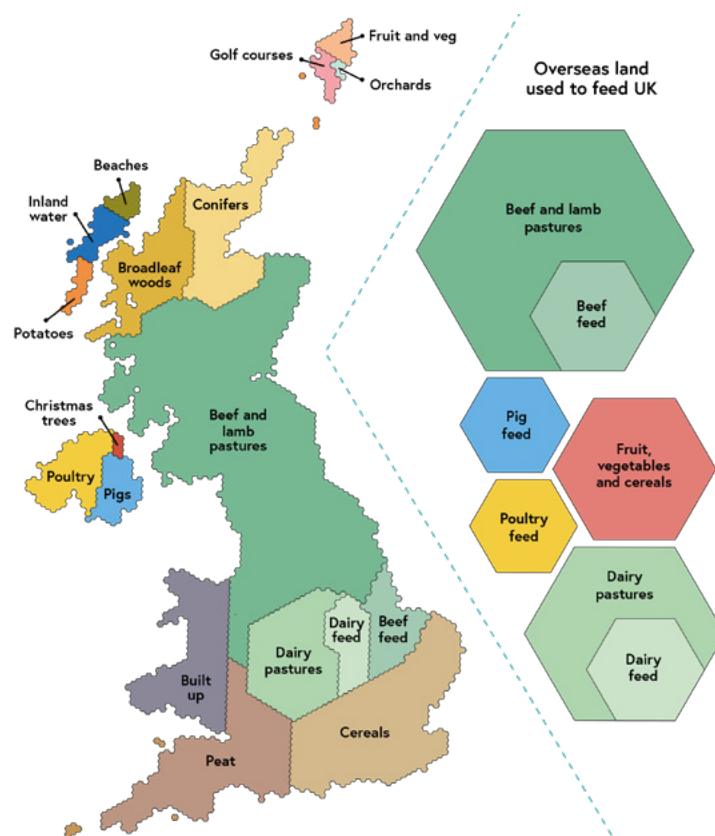 Fruit and veg
Golf courses
Orchards
Overseas land
used to feed UK
Beaches
Inland
water
Conifers
Broadleaf
woods
Potatoes
Beef and lamb
pastures
Beef
feed
Christmas
trees
Beef and
lamb
pastures
Poultry
Pigs
Pig
feed
Fruit,
vegetables
and cereals
Poultry
feed
Dairy
pastures
Dairy
feed
Dairy
pastures
Dairy
feed
Beef
feed
Built
up
Cereals
Peat